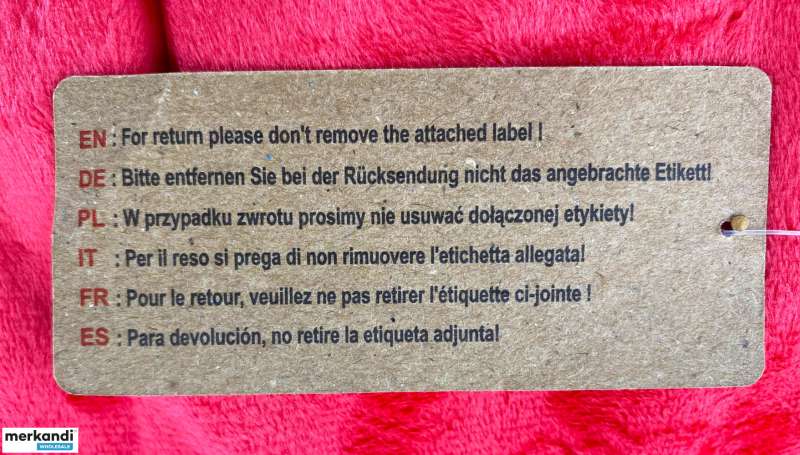 EN : For return please don't remove the attached label !
DE : Bitte entfernen Sie bei der Rücksendung nicht das angebrachte Etikett!
PL : W przypadku zwrotu prosimy nie usuwać dołączonej etykiety!
IT : Per il reso si prega di non rimuovere l'etichetta allegata!
FR : Pour le retour, veuillez ne pas retirer l'étiquette ci-jointe !
ES : Para devolución, no retire la etiqueta adjunta!
merkandi
WHOLESALE